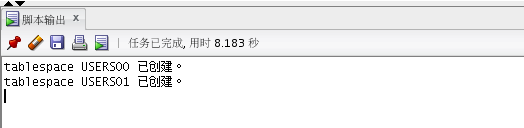 脚本输出 x
任务已完成, 用时 8.183 秒
tablespace USERS00 已创建。
tablespace USERS01 已创建。